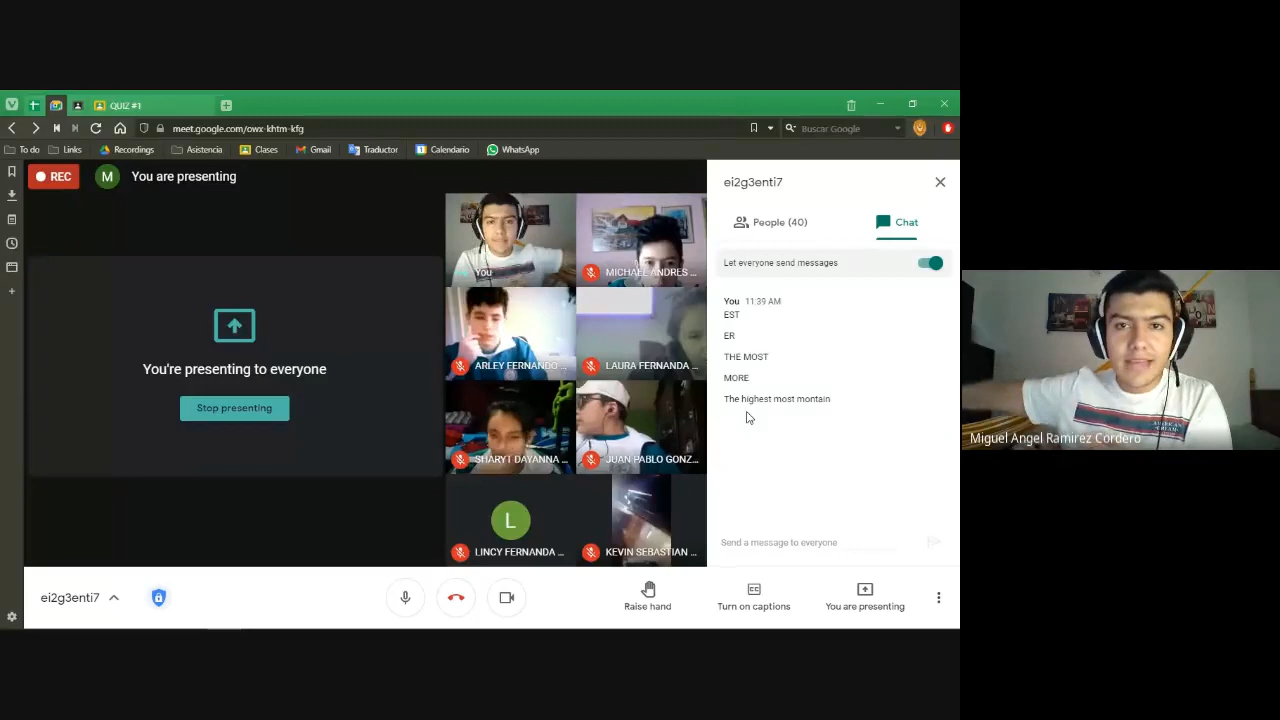 QUIZ #1
meet.google.com/owx-khtm-kfg
Buscar Google
To do
Links
Recordings
Asistencia
Clases
Gmail
Traductor
Calendario
WhatsApp
REC
M
You are presenting
ei2g3enti7
People (40)
Chat
Let everyone send messages
You 11:39 AM
EST
ER
THE MOST
MORE
The highest most montain
You're presenting to everyone
Stop presenting
You
MICHAEL ANDRES ...
ARLEY FERNANDO ...
LAURA FERNANDA ...
SHARYT DAYANNA ...
JUAN PABLO GONZ...
L
LINCY FERNANDA ...
KEVIN SEBASTIAN ...
Send a message to everyone
ei2g3enti7
Raise hand
Turn on captions
You are presenting
AMERICAN
DREAM
Miguel Angel Ramirez Cordero